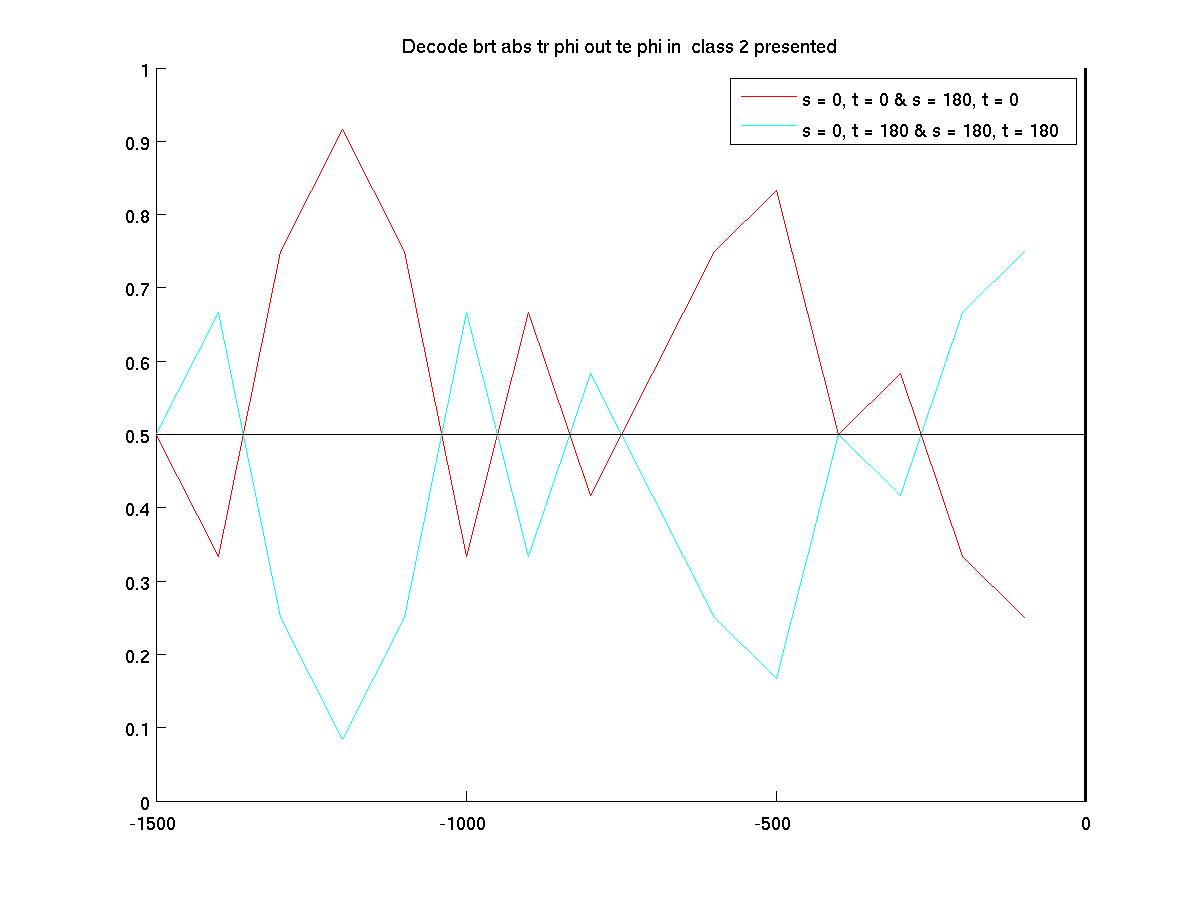 Decode brt abs tr phi out te phi in  class 2 presented
1
s = 0, t = 0 & s = 180, t = 0
s = 0, t = 180 & s = 180, t = 180
0.9
0.8
0.7
0.6
0.5
0.4
0.3
0.2
0.1
0
-1500 -1000 -500 0